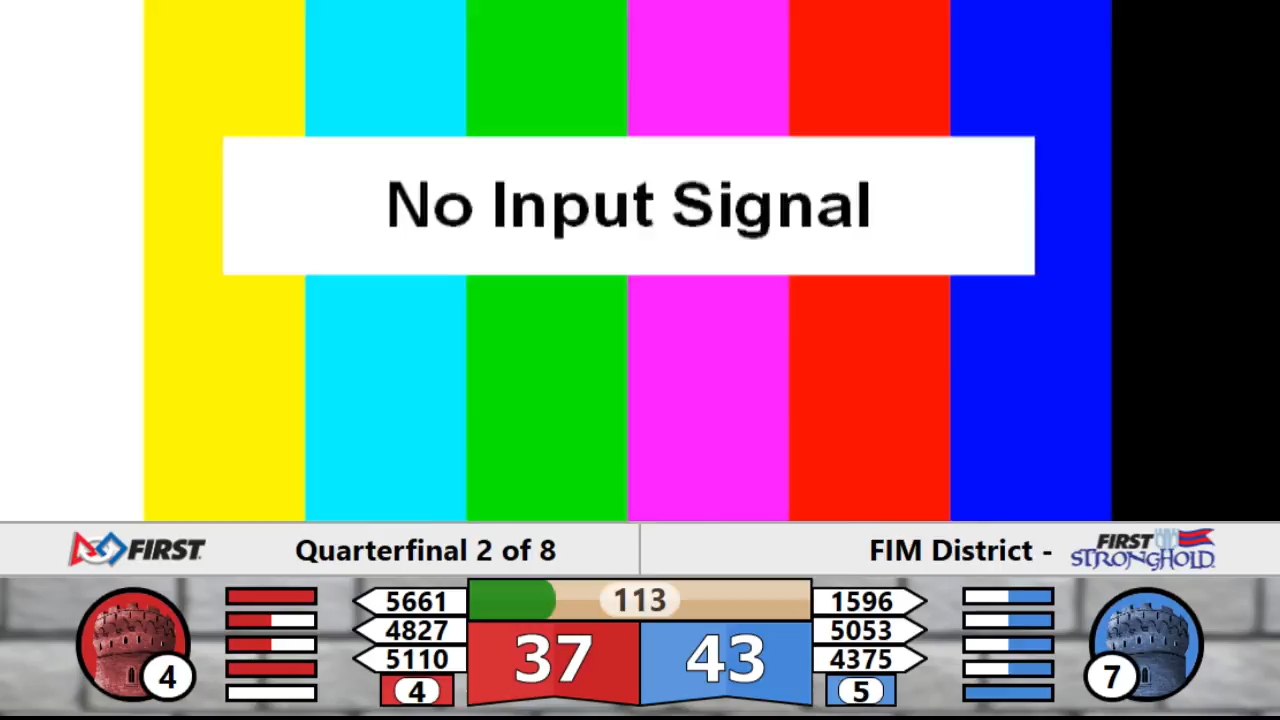 No Input Signal
FIRST
Quarterfinal 2 of 8
FIM District -
FIRST
STRONGHOLD
4
5661
4827
5110
4
113
37
43
1596
5053
4375
5
7